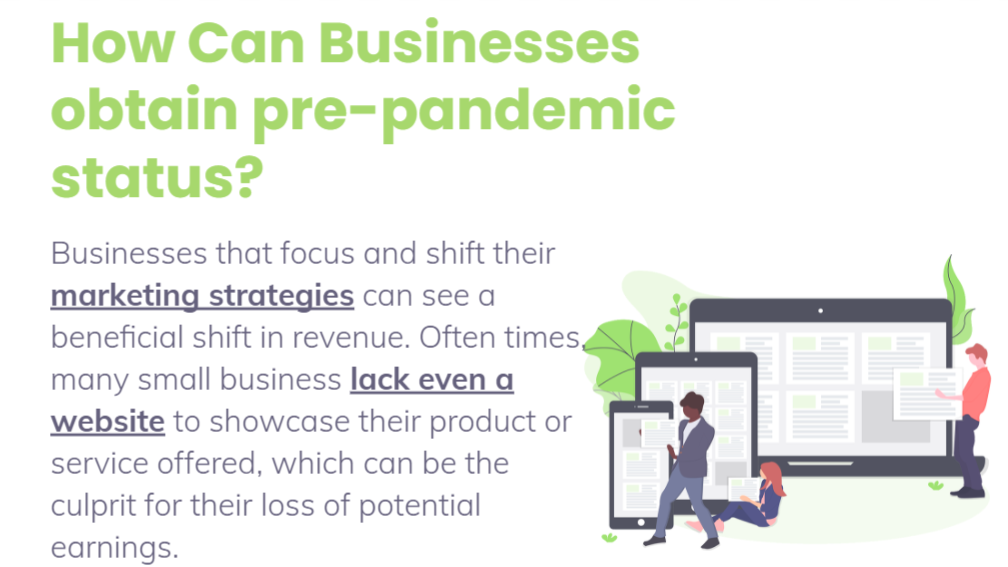 How Can Businesses
obtain pre-pandemic
status?
Businesses that focus and shift their
marketing strategies can see a
beneficial shift in revenue. Often times,
many small business lack even a
website to showcase their product or
service offered, which can be the
culprit for their loss of potential
earnings.